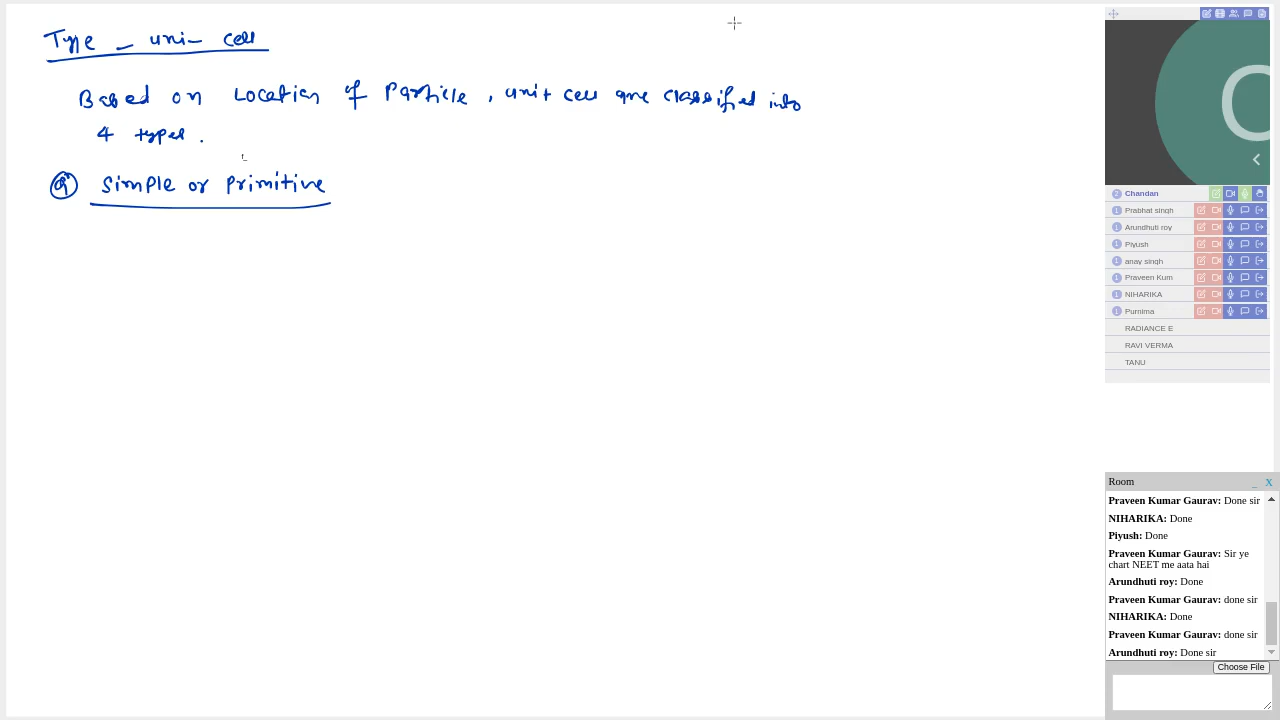 Type - uni- cell
Based on Location of Particle, unit cell are classified into
4 types.
(a) Simple or Primitive
Chandan
Prabhat singh
Arundhuti roy
Piyush
anay singh
Praveen Kum
NIHARIKA
Purnima
RADIANCE E
RAVI VERMA
TANU
Room
Praveen Kumar Gaurav: Done sir
NIHARIKA: Done
Piyush: Done
Praveen Kumar Gaurav: Sir ye
chart NEET me aata hai
Arundhuti roy: Done
Praveen Kumar Gaurav: done sir
NIHARIKA: Done
Praveen Kumar Gaurav: done sir
Arundhuti roy: Done sir
Choose File